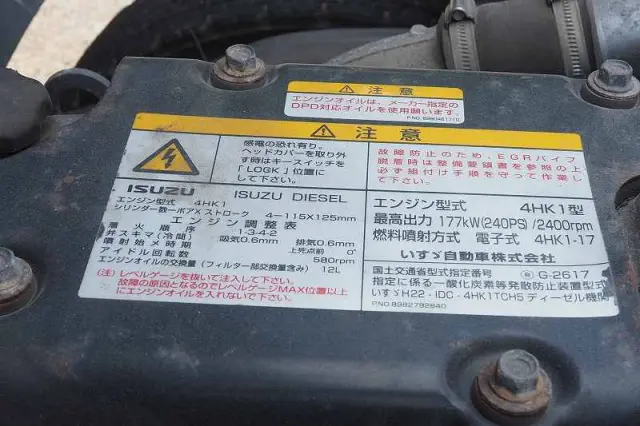 ⚠ 注意
エンジンオイルは、メーカー指定の
DPD対応オイルを使用願います。
⚠ 注意
感電の恐れ有り。
ヘッドカバーを取り外
す時はキースイッチを
「LOGK」位置に
して下さい。
故障防止のため、EGRパイプ
脱着時は整備要領書を参照の上
必ず組付け手順を守って作業し
て下さい。
ISUZU ISUZU DIESEL
エンジン型式 4HK1
シリンダー数ーボアXストローク 4-115X125mm
エンジン調整表
着火順序 1-3-4-2
弁スキマ(冷間) 吸気0.6mm 排気0.6mm
噴射始メ時期 上死点前 0°
アイドル回転数 580rpm
エンジンオイルの交換量(フィルター部交換量含み) 12L
(注) レベルゲージを抜いて注入して下さい。
故障の原因となるのでレベルゲージMAX位置以上
にエンジンオイルを入れないで下さい。
エンジン型式 4HK1型
最高出力 177kW(240PS)/2400rpm
燃料噴射方式 電子式 4HK1-17
いすゞ自動車株式会社
国土交通省型式指定番号 G-2617
指定に係る一酸化炭素等発散防止装置型式
いすゞH22・IDC・4HK1TCH5 ディーゼル機関
P.NO.8982792840